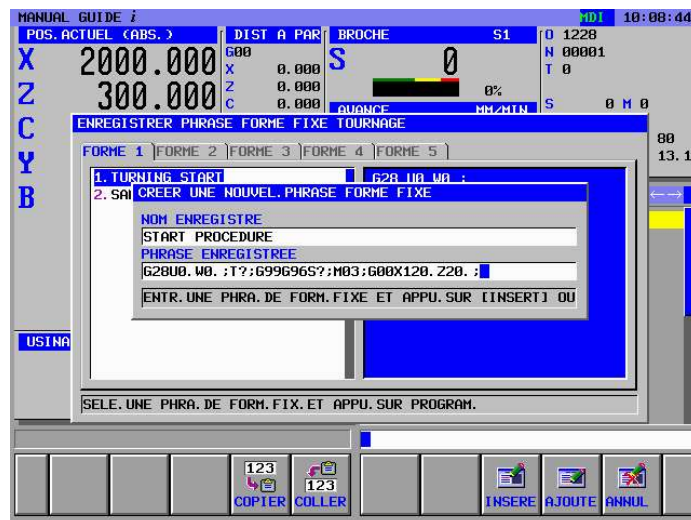 MANUAL GUIDE i MDI 10:08:44
POS. ACTUEL (ABS.) DIST A PAR BROCHE S1 O 1228
X 2000.000 G00 S 0 N 00001
X 0.000 T 0
Z 300.000 Z 0.000 0%
C 0.000 AVANCE MM/MIN S 0 M 0
C ENREGISTRER PHRASE FORME FIXE TOURNAGE
80
Y FORME 1 FORME 2 FORME 3 FORME 4 FORME 5 13.1
1. TURNING START G28 U0 W0 ;
B 2. SAI CREER UNE NOUVEL. PHRASE FORME FIXE
NOM ENREGISTRE
START PROCEDURE
PHRASE ENREGISTREE
G28U0. W0. ;T?;G99G96S?;M03;G00X120. Z20. ;
ENTR. UNE PHRA. DE FORM. FIXE ET APPU. SUR [INSERT] OU
USINA
SELE. UNE PHRA. DE FORM. FIX. ET APPU. SUR PROGRAM.
123 123
COPIER COLLER INSERE AJOUTE ANNUL